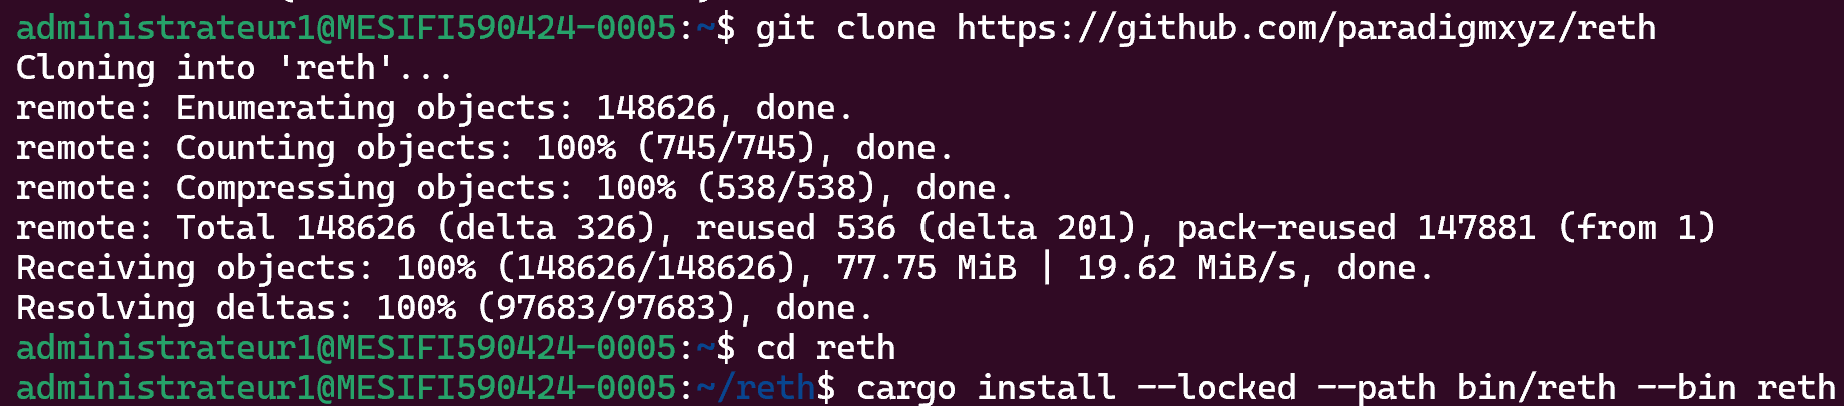 administrateur1@MESIFI590424-0005:~$ git clone https://github.com/paradigmxyz/reth
Cloning into 'reth'...
remote: Enumerating objects: 148626, done.
remote: Counting objects: 100% (745/745), done.
remote: Compressing objects: 100% (538/538), done.
remote: Total 148626 (delta 326), reused 536 (delta 201), pack-reused 147881 (from 1)
Receiving objects: 100% (148626/148626), 77.75 MiB | 19.62 MiB/s, done.
Resolving deltas: 100% (97683/97683), done.
administrateur1@MESIFI590424-0005:~$ cd reth
administrateur1@MESIFI590424-0005:~/reth$ cargo install --locked --path bin/reth --bin reth